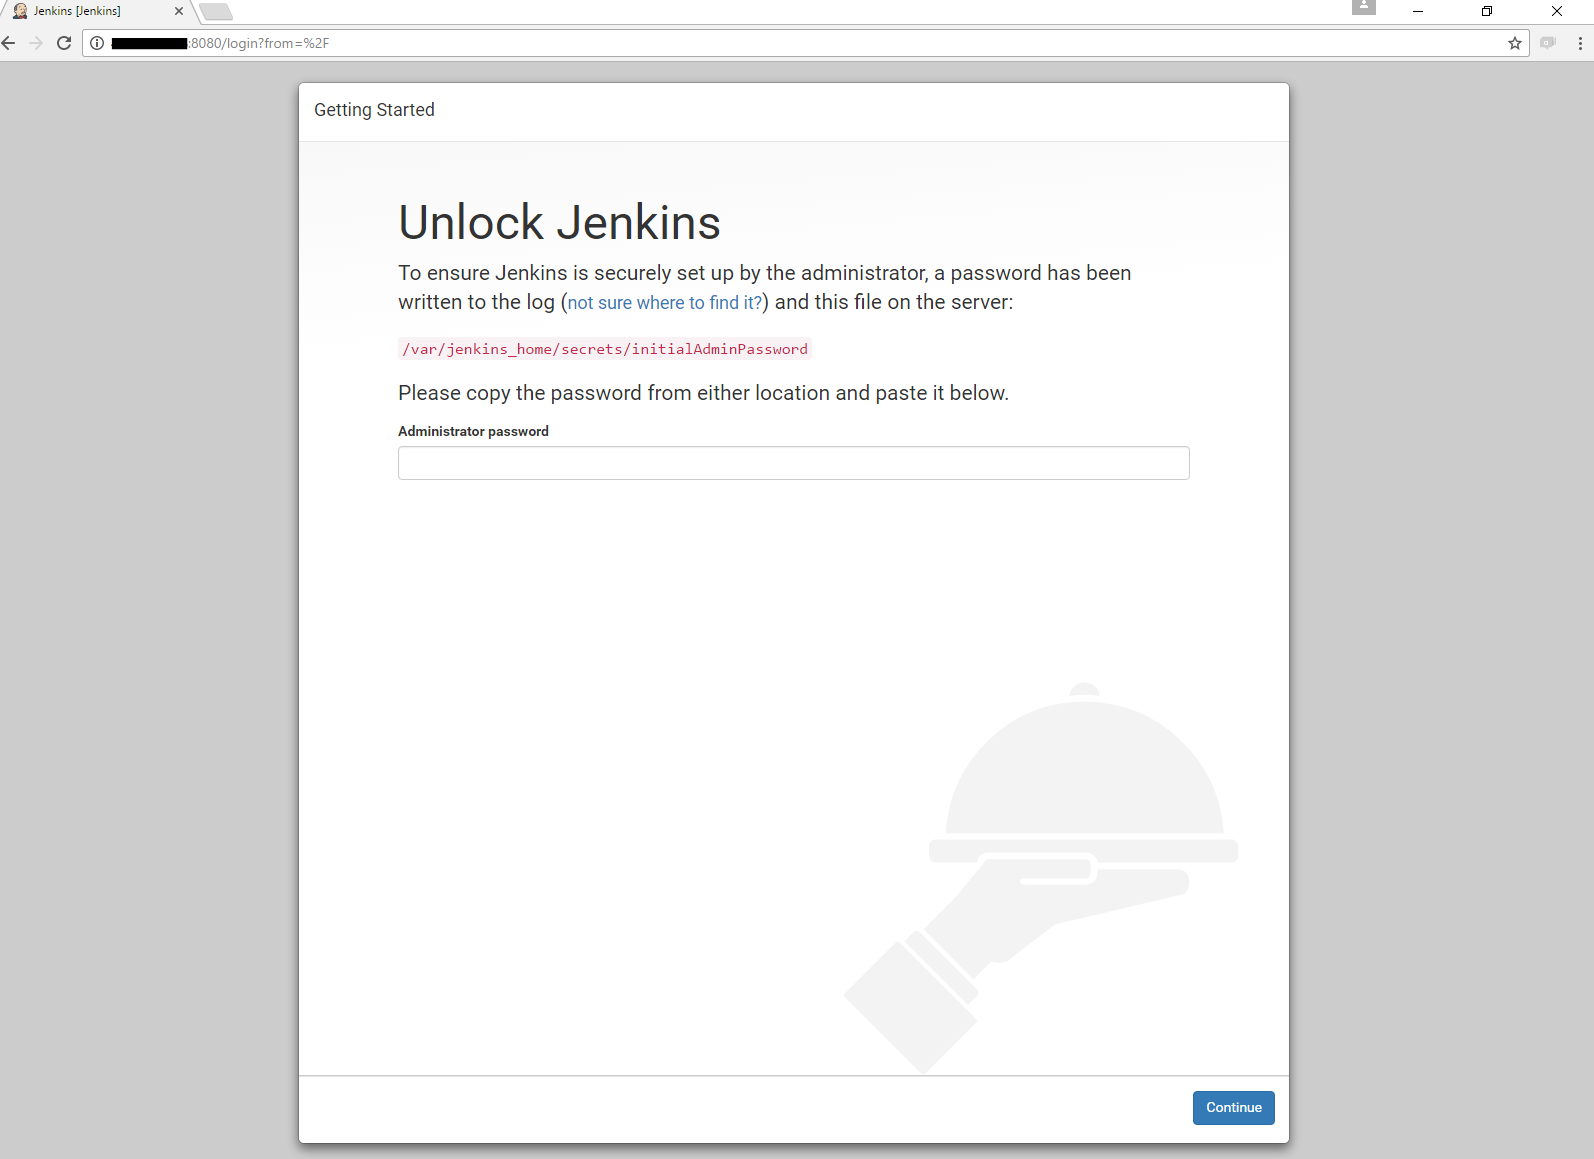 Jenkins [Jenkins]
:8080/login?from=%2F
Getting Started
Unlock Jenkins
To ensure Jenkins is securely set up by the administrator, a password has been
written to the log (not sure where to find it?) and this file on the server:
/var/jenkins_home/secrets/initialAdminPassword
Please copy the password from either location and paste it below.
Administrator password
Continue